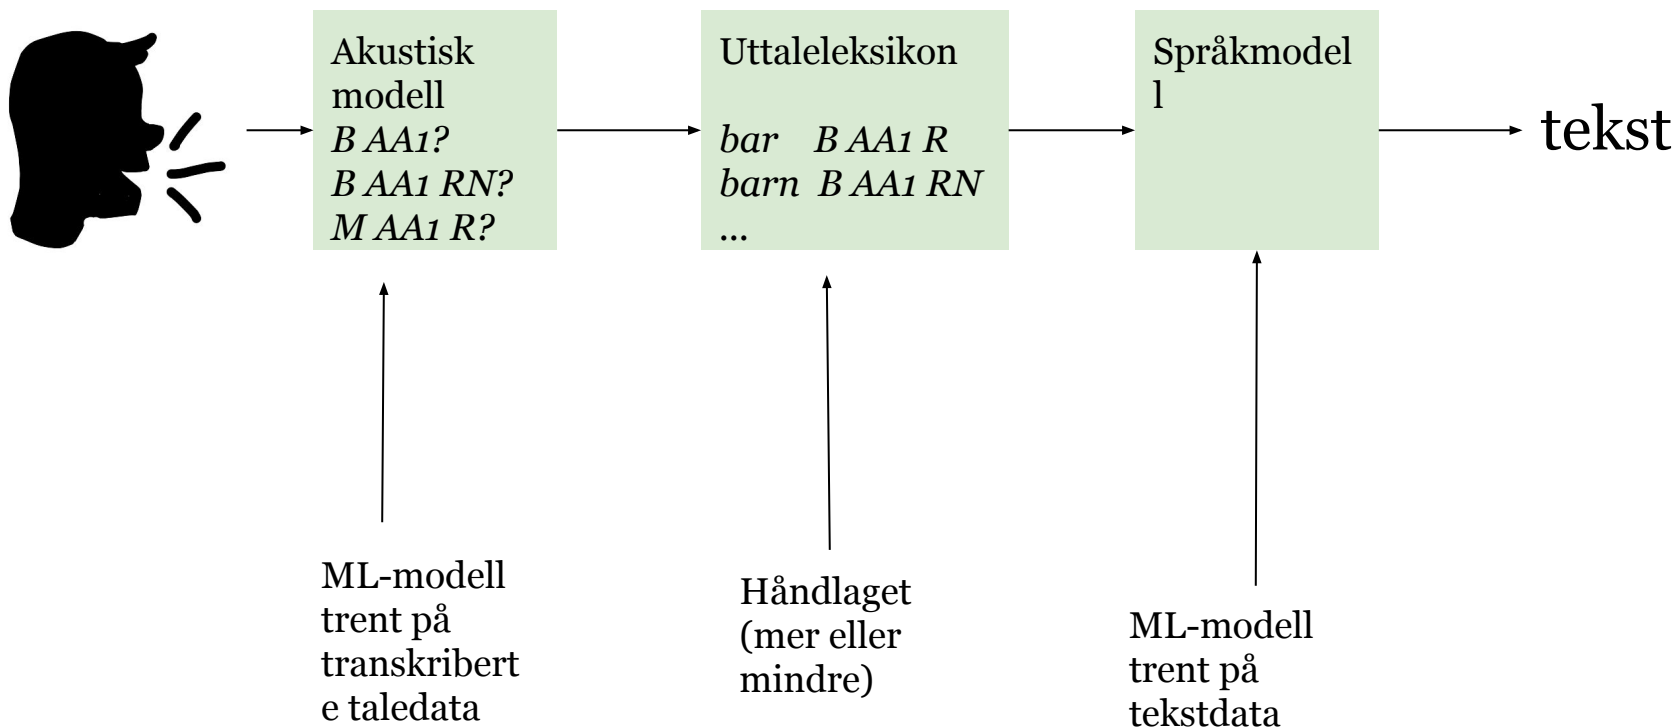 Akustisk
modell
B AA1?
B AA1 RN?
M AA1 R?
Uttaleleksikon
bar B AA1 R
barn B AA1 RN
...
Språkmodel
l
tekst
ML-modell
trent på
transkribert
e taledata
Håndlaget
(mer eller
mindre)
ML-modell
trent på
tekstdata